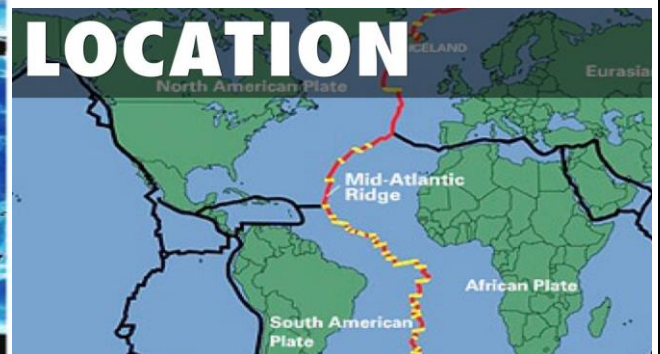 LOCATION
ICELAND
North American Plate
Eurasia
Mid-Atlantic
Ridge
African Plate
South American
Plate